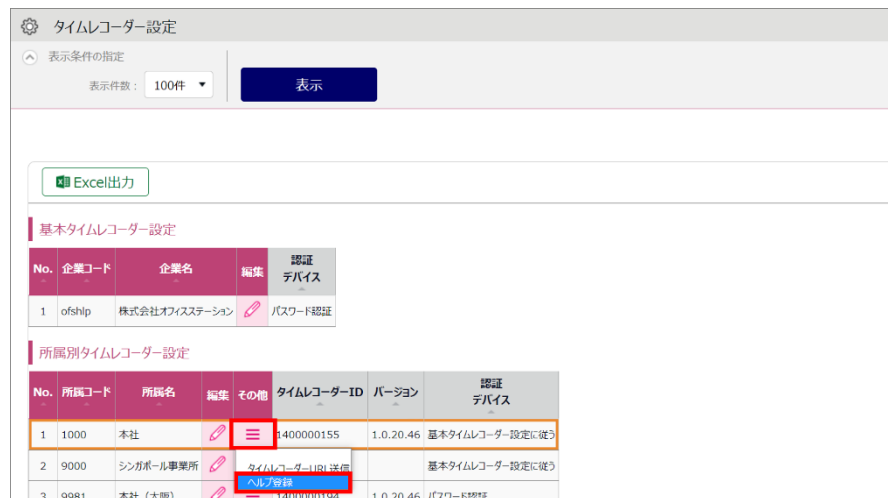 タイムレコーダー設定
表示条件の指定
表示件数： 100件 表示
Excel出力
基本タイムレコーダー設定
No. 企業コード 企業名 編集 認証デバイス
1 ofshlp 株式会社オフィスステーション パスワード認証
所属別タイムレコーダー設定
No. 所属コード 所属名 編集 その他 タイムレコーダーID バージョン 認証デバイス
1 1000 本社 1400000155 1.0.20.46 基本タイムレコーダー設定に従う
2 9000 シンガポール事業所 タイムレコーダーURL送信 基本タイムレコーダー設定に従う
ヘルプ登録
3 9981 本社（大阪） 1400000194 1.0.20.46 パスワード認証